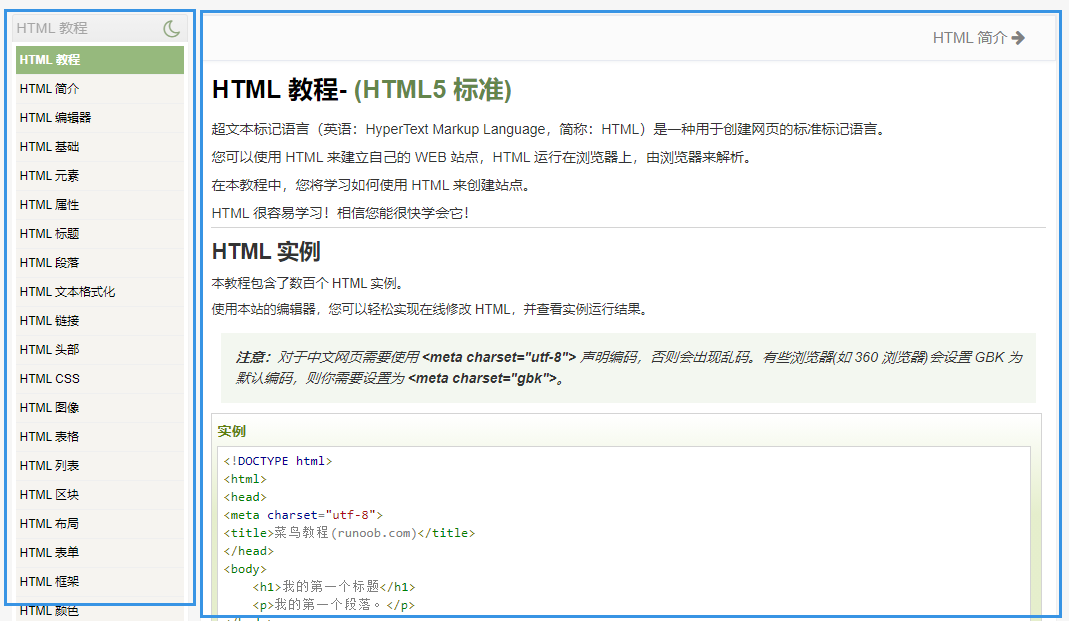 HTML 教程
HTML 教程
HTML 简介
HTML 编辑器
HTML 基础
HTML 元素
HTML 属性
HTML 标题
HTML 段落
HTML 文本格式化
HTML 链接
HTML 头部
HTML CSS
HTML 图像
HTML 表格
HTML 列表
HTML 区块
HTML 布局
HTML 表单
HTML 框架
HTML 颜色
HTML 简介
HTML 教程- (HTML5 标准)
超文本标记语言（英语：HyperText Markup Language，简称：HTML）是一种用于创建网页的标准标记语言。
您可以使用 HTML 来建立自己的 WEB 站点，HTML 运行在浏览器上，由浏览器来解析。
在本教程中，您将学习如何使用 HTML 来创建站点。
HTML 很容易学习！相信您能很快学会它！
HTML 实例
本教程包含了数百个 HTML 实例。
使用本站的编辑器，您可以轻松实现在线修改 HTML，并查看实例运行结果。
注意：对于中文网页需要使用 <meta charset="utf-8"> 声明编码，否则会出现乱码。有些浏览器(如 360 浏览器)会设置 GBK 为
默认编码，则你需要设置为 <meta charset="gbk">。
实例
<!DOCTYPE html>
<html>
<head>
<meta charset="utf-8">
<title>菜鸟教程(runoob.com)</title>
</head>
<body>
<h1>我的第一个标题</h1>
<p>我的第一个段落。</p>